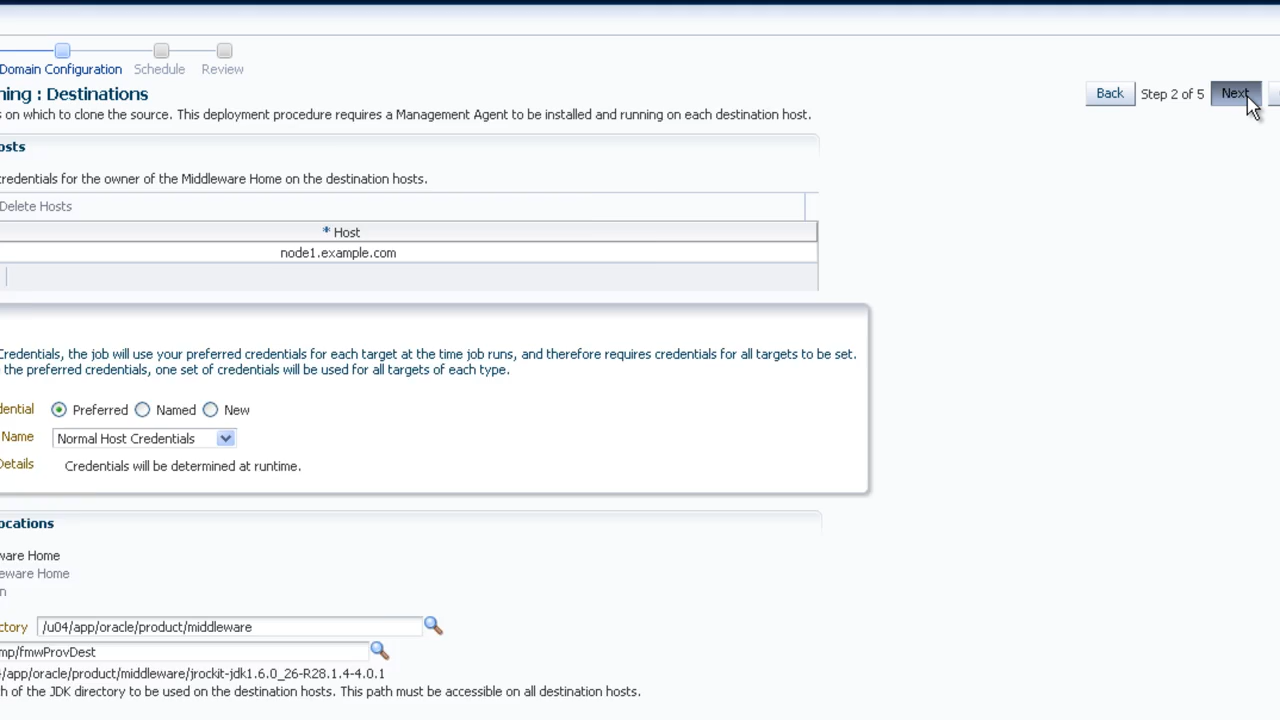 Domain Configuration Schedule Review
ning : Destinations
Back Step 2 of 5 Next
s on which to clone the source. This deployment procedure requires a Management Agent to be installed and running on each destination host.
osts
credentials for the owner of the Middleware Home on the destination hosts.
Delete Hosts
* Host
node1.example.com
Credentials, the job will use your preferred credentials for each target at the time job runs, and therefore requires credentials for all targets to be set.
the preferred credentials, one set of credentials will be used for all targets of each type.
dential Preferred Named New
Name Normal Host Credentials
Details Credentials will be determined at runtime.
ocations
ware Home
leware Home
n
ctory /u04/app/oracle/product/middleware
mp/fmwProvDest
4/app/oracle/product/middleware/jrockit-jdk1.6.0_26-R28.1.4-4.0.1
h of the JDK directory to be used on the destination hosts. This path must be accessible on all destination hosts.